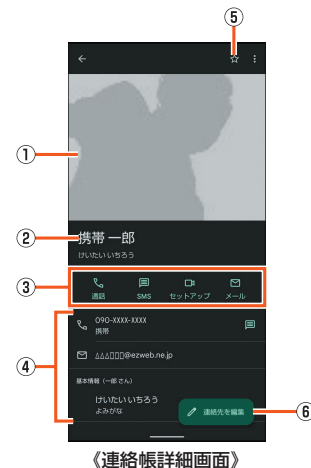 ⑤
①
②
携帯 一郎
けいたい いちろう
③
通話 SMS セットアップ メール
④
090-XXXX-XXXX
携帯
△△△□□□@ezweb.ne.jp
基本情報（一郎 さん）
けいたい いちろう
よみがな
連絡先を編集
⑥
《連絡帳詳細画面》